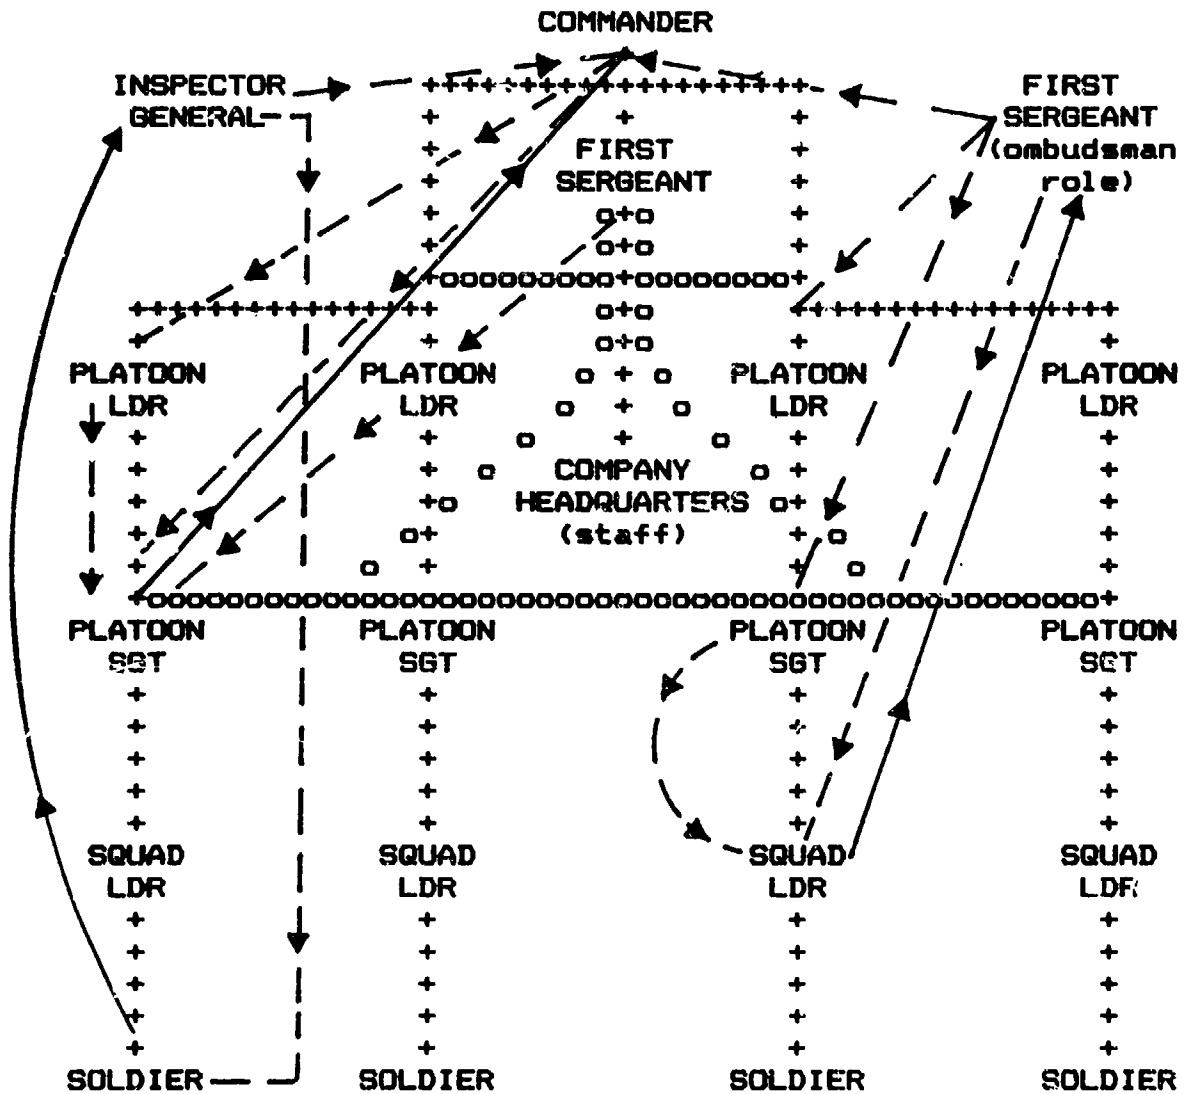 COMMANDER
INSPECTOR
GENERAL
FIRST
SERGEANT
FIRST
SERGEANT
(ombudsman
role)
PLATOON
LDR
PLATOON
LDR
PLATOON
LDR
PLATOON
LDR
COMPANY
HEADQUARTERS
(staff)
PLATOON
SGT
PLATOON
SGT
PLATOON
SGT
PLATOON
SGT
SQUAD
LDR
SQUAD
LDR
SQUAD
LDR
SQUAD
LDR
SOLDIER
SOLDIER
SOLDIER
SOLDIER